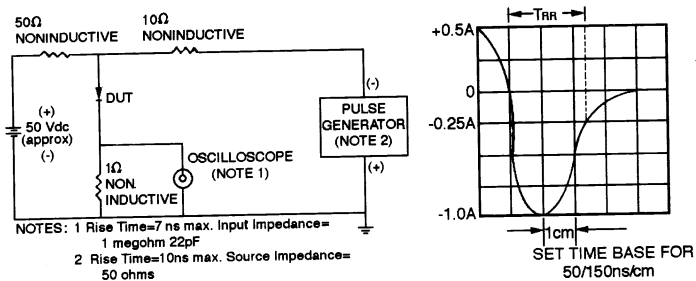 50Ω
NONINDUCTIVE
10Ω
NONINDUCTIVE
DUT
(+)
50 Vdc
(approx)
(-)
1Ω
NON.
INDUCTIVE
OSCILLOSCOPE
(NOTE 1)
(-)
PULSE
GENERATOR
(NOTE 2)
(+)
NOTES: 1 Rise Time=7 ns max. Input Impedance=
1 megohm 22pF
2 Rise Time=10ns max. Source Impedance=
50 ohms
TRR
+0.5A
0
-0.25A
-1.0A
1cm
SET TIME BASE FOR
50/150ns/cm